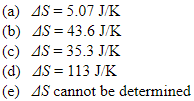 (a) ΔS = 5.07 J/K
(b) ΔS = 43.6 J/K
(c) ΔS = 35.3 J/K
(d) ΔS = 113 J/K
(e) ΔS cannot be determined